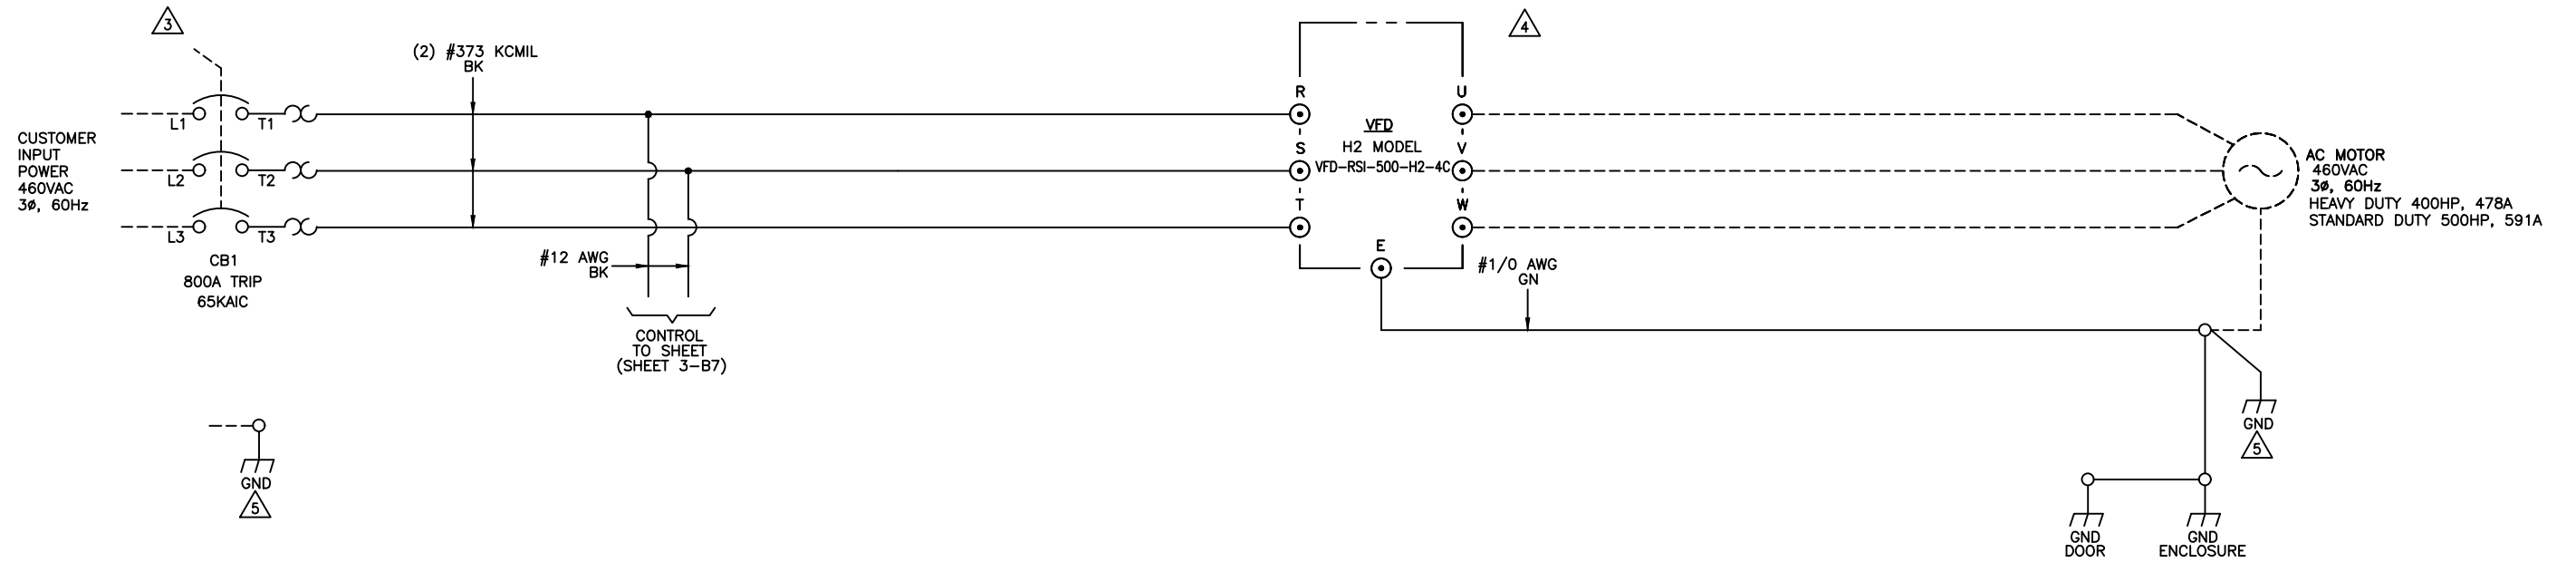 3
(2) #373 KCMIL
BK
L1
T1
L2
T2
L3
T3
CUSTOMER
INPUT
POWER
460VAC
3ø, 60Hz
CB1
800A TRIP
65KAIC
#12 AWG
BK
CONTROL
TO SHEET
(SHEET 3-B7)
GND
5
R
S
T
U
V
W
VFD
H2 MODEL
VFD-RSI-500-H2-4C
E
4
#1/0 AWG
GN
AC MOTOR
460VAC
3ø, 60Hz
HEAVY DUTY 400HP, 478A
STANDARD DUTY 500HP, 591A
GND
5
GND
DOOR
GND
ENCLOSURE